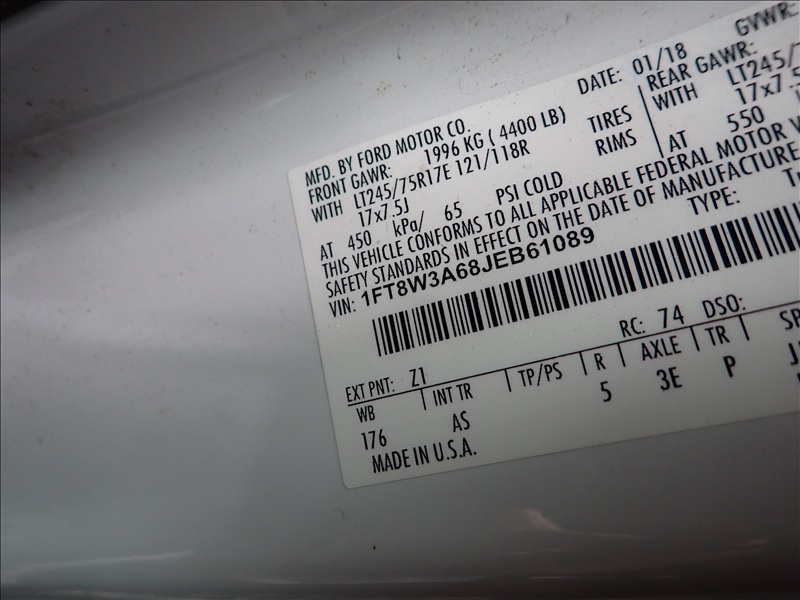 MFD. BY FORD MOTOR CO. DATE: 01/18 GVWR:
FRONT GAWR: 1996 KG ( 4400 LB) REAR GAWR:
WITH LT245/75R17E 121/118R TIRES WITH LT245/
17x7.5J RIMS 17x7.5
AT 450 kPa/ 65 PSI COLD AT 550
THIS VEHICLE CONFORMS TO ALL APPLICABLE FEDERAL MOTOR
SAFETY STANDARDS IN EFFECT ON THE DATE OF MANUFACTURE
VIN: 1FT8W3A68JEB61089 TYPE:
RC: 74 DSO:
EXT PNT: Z1
WB INT TR TP/PS R AXLE TR SP
176 AS 5 3E P
MADE IN U.S.A.